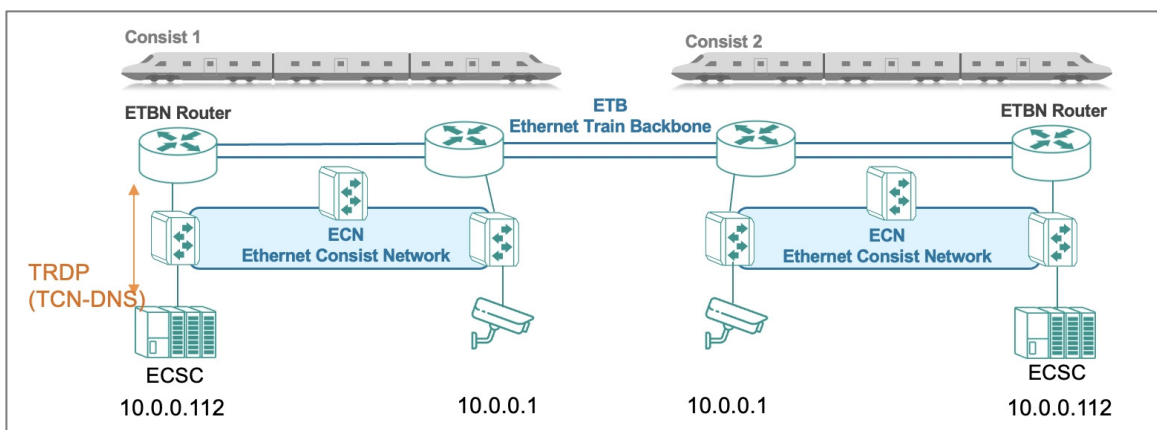 Consist 1
Consist 2
ETBN Router
ETB
Ethernet Train Backbone
ETBN Router
ECN
Ethernet Consist Network
ECN
Ethernet Consist Network
TRDP
(TCN-DNS)
ECSC
ECSC
10.0.0.112
10.0.0.1
10.0.0.1
10.0.0.112